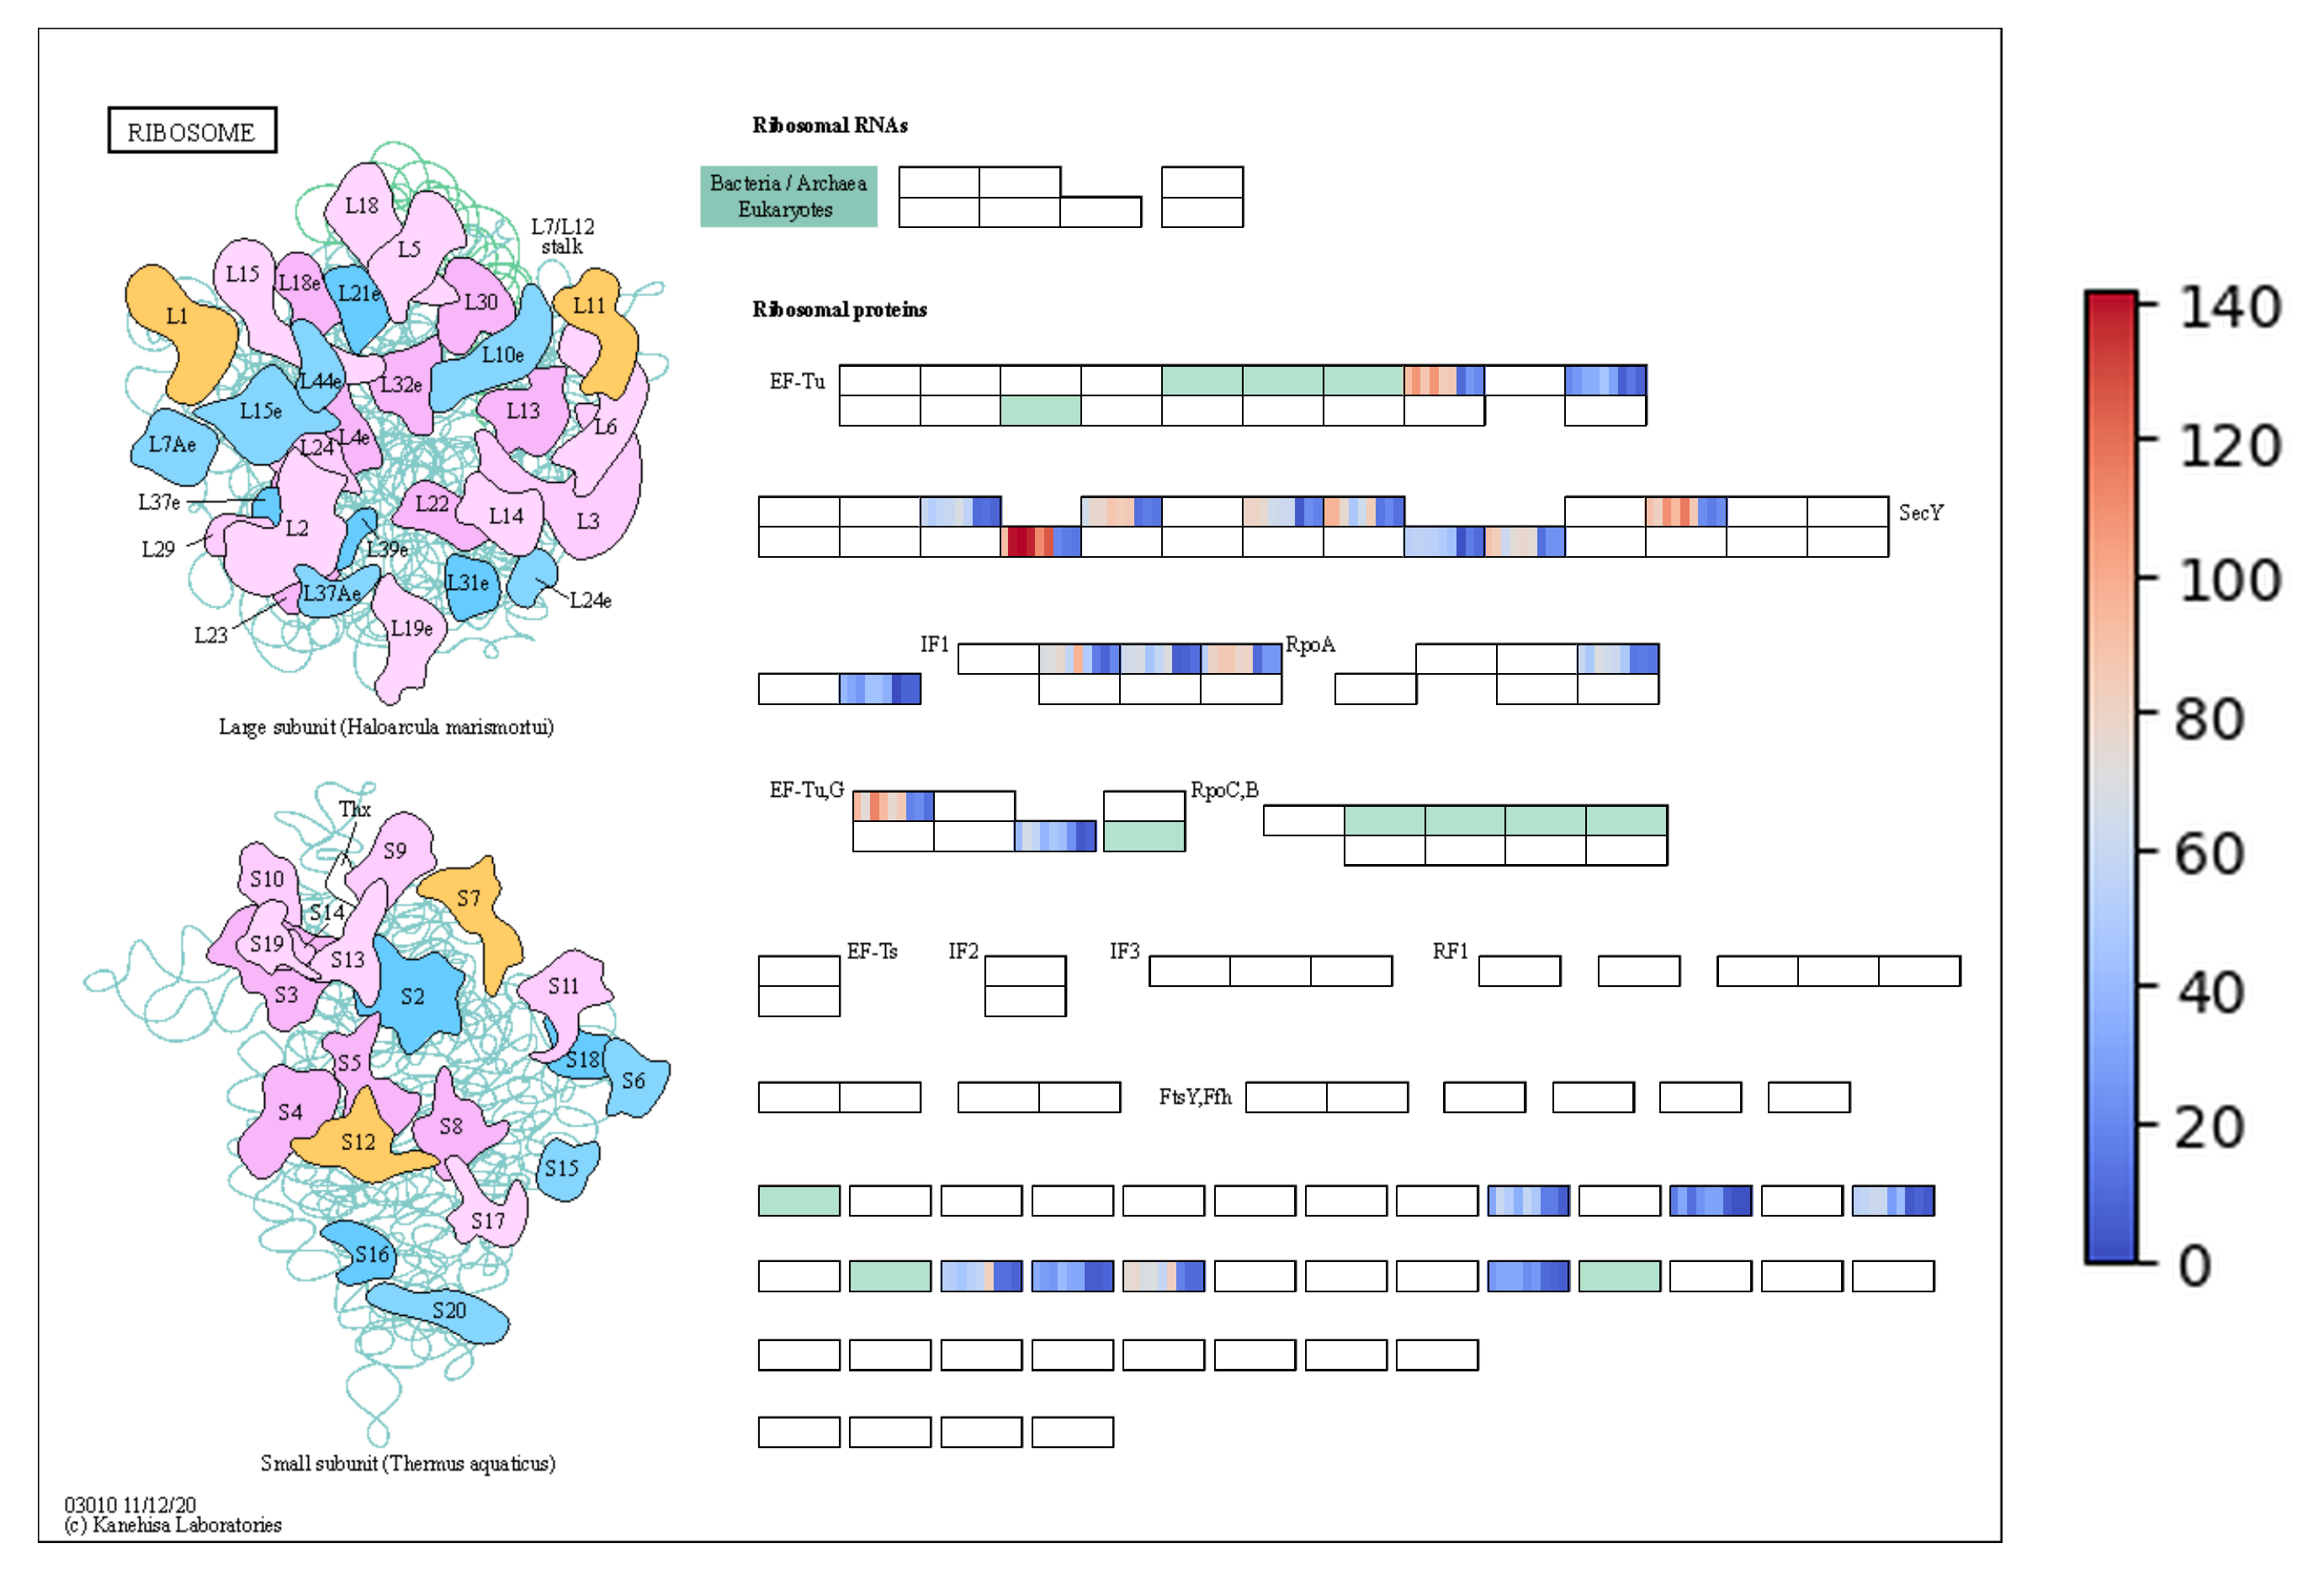 RIBOSOME
L18
L5
L7/L12
stalk
L15
L18e
L21e
L30
L11
L1
L10e
L44e
L32e
L15e
L13
L6
L7Ae
L24
L4e
L37e
L22
L14
L3
L2
L29
L39e
L37Ae
L31e
L24e
L23
L19e
Large subunit (Haloarcula marismortui)
Thx
S9
S10
S7
S14
S19
S13
S3
S2
S11
S5
S18
S6
S4
S12
S8
S15
S17
S16
S20
Small subunit (Thermus aquaticus)
03010 11/12/20
(c) Kanehisa Laboratories
Ribosomal RNAs
Bacteria / Archaea
Eukaryotes
Ribosomal proteins
EF-Tu
SecY
IF1
RpoA
EF-Tu,G
RpoC,B
EF-Ts
IF2
IF3
RF1
FtsY,Ffh
140
120
100
80
60
40
20
0